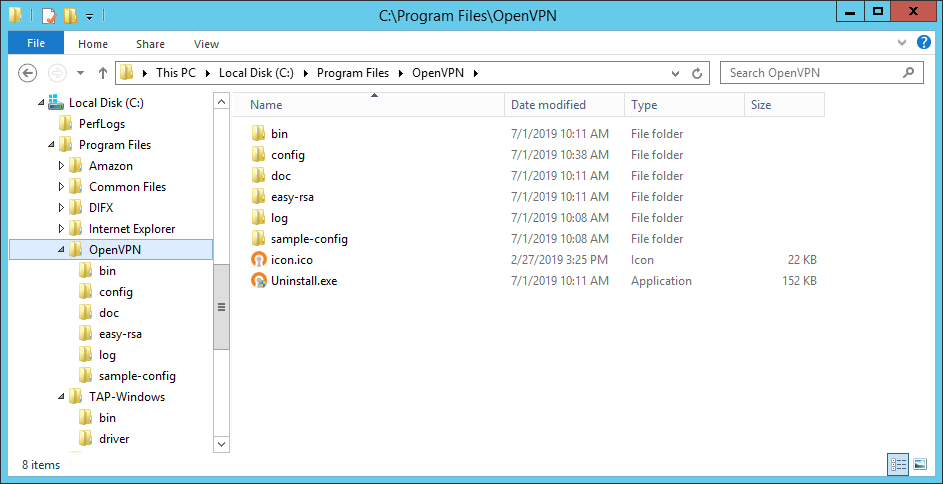 C:\Program Files\OpenVPN
File Home Share View
This PC Local Disk (C:) Program Files OpenVPN Search OpenVPN
Local Disk (C:)
PerfLogs
Program Files
Amazon
Common Files
DIFX
Internet Explorer
OpenVPN
bin
config
doc
easy-rsa
log
sample-config
TAP-Windows
bin
driver
Name Date modified Type Size
bin 7/1/2019 10:11 AM File folder
config 7/1/2019 10:38 AM File folder
doc 7/1/2019 10:11 AM File folder
easy-rsa 7/1/2019 10:11 AM File folder
log 7/1/2019 10:08 AM File folder
sample-config 7/1/2019 10:08 AM File folder
icon.ico 2/27/2019 3:25 PM Icon 22 KB
Uninstall.exe 7/1/2019 10:11 AM Application 152 KB
8 items